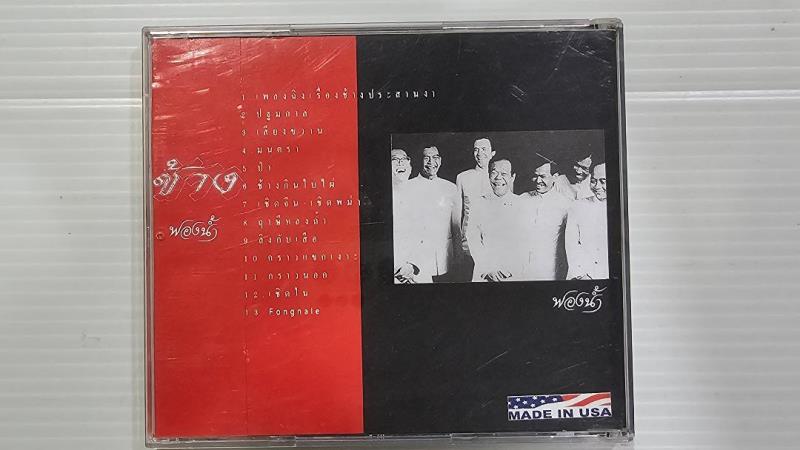 1 เพลงฉิ่งเรื่องช้างประสานงา
2 ปฐมกาล
3 เสียงขวาน
4 มนตรา
5 ป่า
6 ช้างกินใบไผ่
7 เชิดจีน-เชิดพม่า
8 ฤาษีหลงถ้ำ
9 ลิงกับเสือ
10 กราวแขกเงาะ
11 กราวนอก
12 เชิดใน
13 Fongnale
ช้าง
ฟองน้ำ
ฟองน้ำ
MADE IN USA